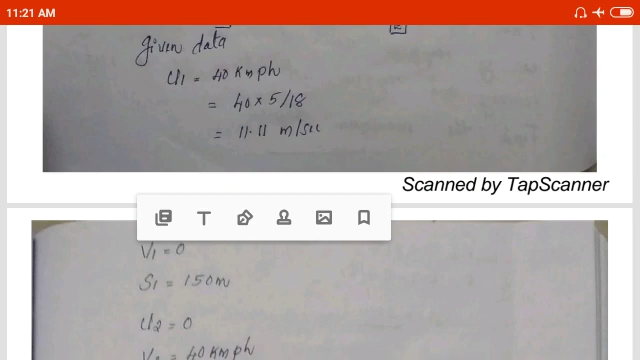 11:21 AM
given data
U1 = 40 Kmph
= 40 x 5/18
= 11.11 m/sec
Scanned by TapScanner
T
V1 = 0
S1 = 150m
U2 = 0
V2 = 40 Kmph